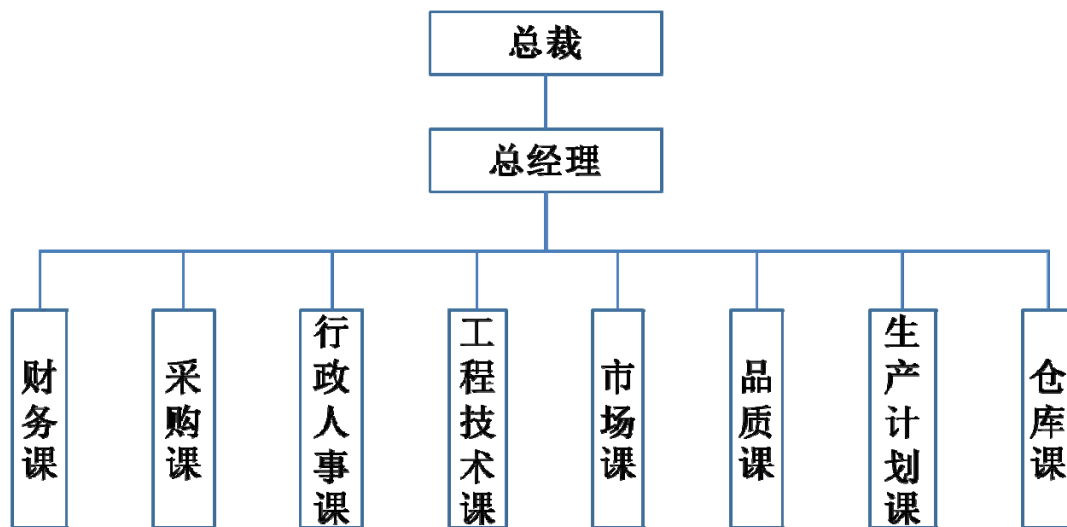 总裁
总经理
财务课
采购课
行政人事课
工程技术课
市场课
品质课
生产计划课
仓库课